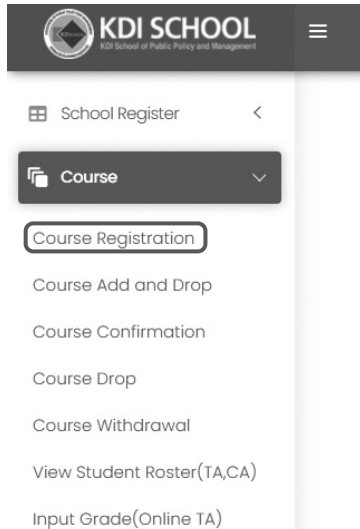 KDI SCHOOL
KDI School of Public Policy and Management
School Register
Course
Course Registration
Course Add and Drop
Course Confirmation
Course Drop
Course Withdrawal
View Student Roster(TA,CA)
Input Grade(Online TA)